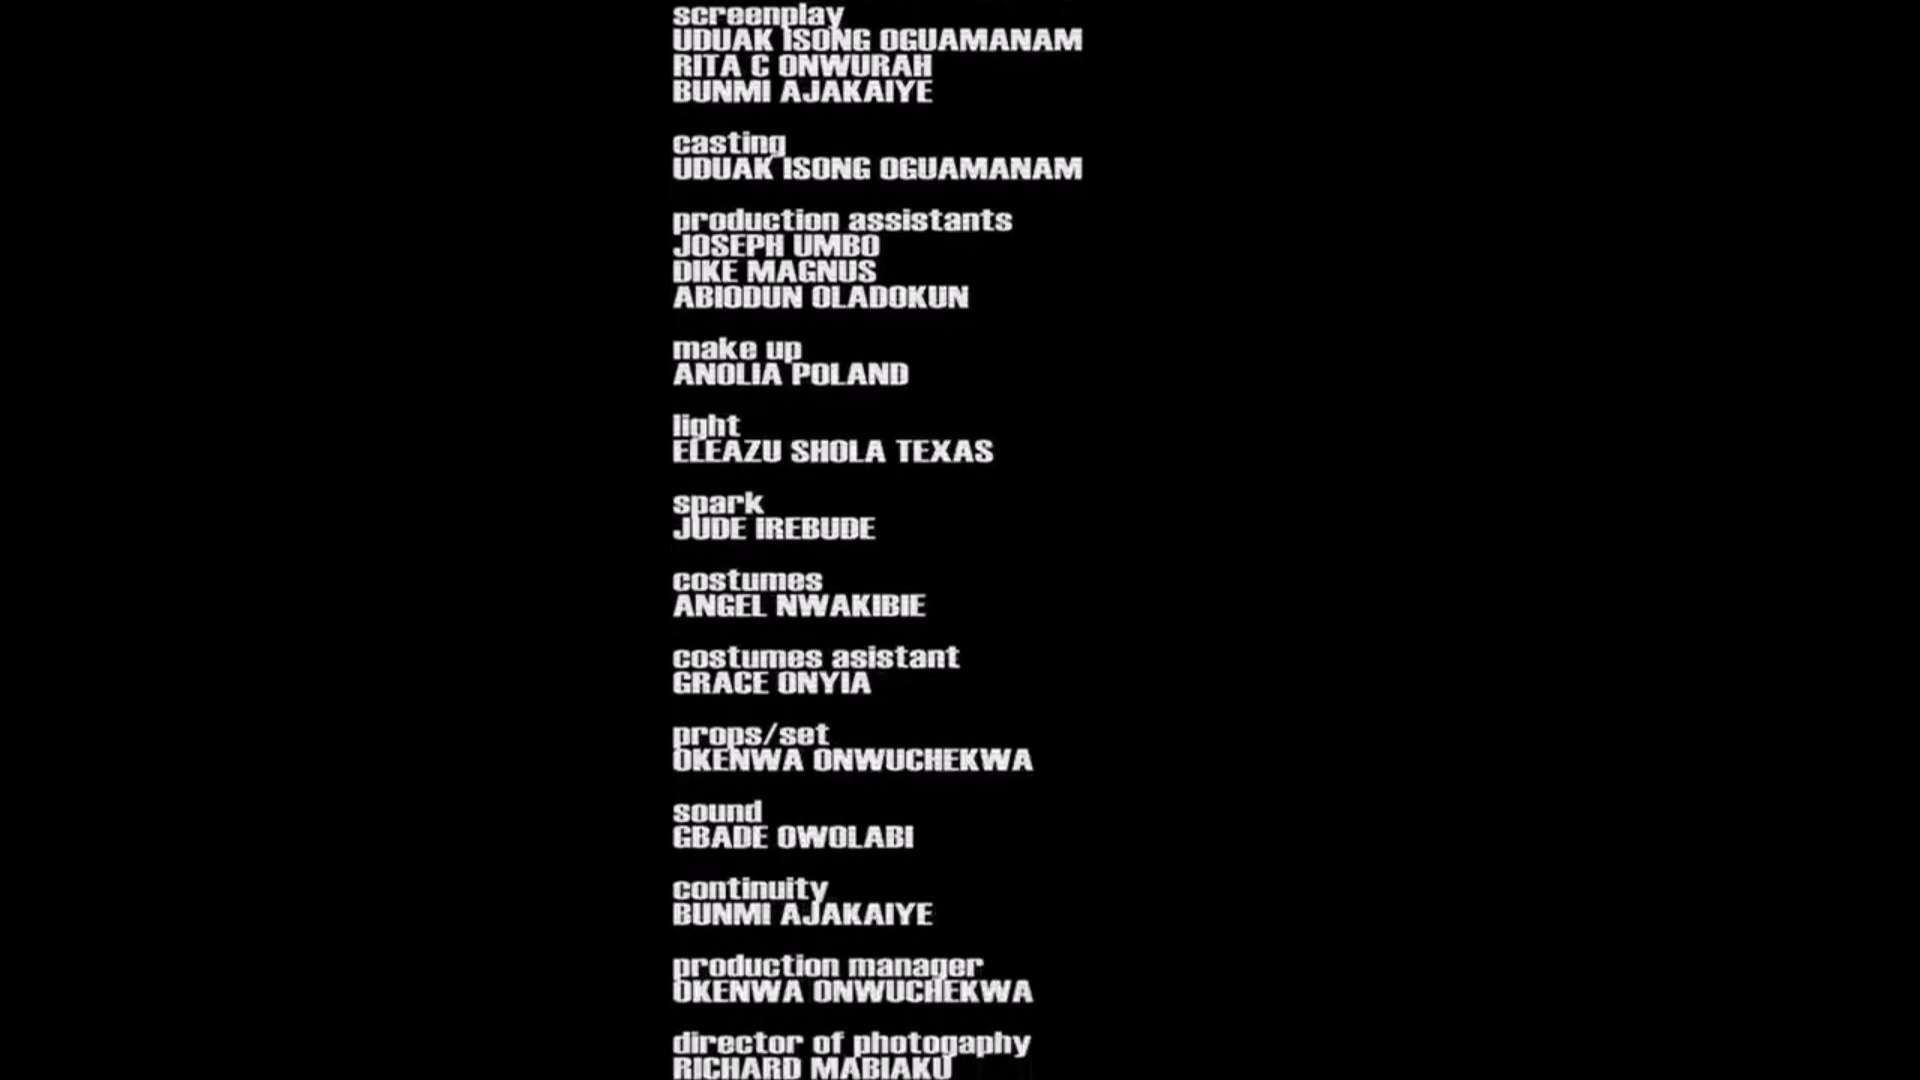 screenplay
UDUAK ISONG OGUAMANAM
RITA C ONWURAH
BUNMI AJAKAIYE
casting
UDUAK ISONG OGUAMANAM
production assistants
JOSEPH UMBO
DIKE MAGNUS
ABIODUN OLADOKUN
make up
ANOLIA POLAND
light
ELEAZU SHOLA TEXAS
spark
JUDE IREBUDE
costumes
ANGEL NWAKIBIE
costumes asistant
GRACE ONYIA
props/set
OKENWA ONWUCHEKWA
sound
GBADE OWOLABI
continuity
BUNMI AJAKAIYE
production manager
OKENWA ONWUCHEKWA
director of photogaphy
RICHARD MABIAKU